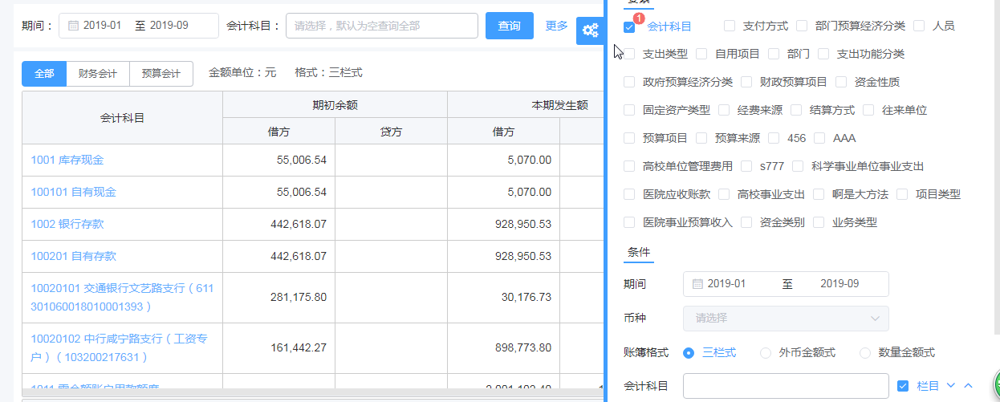 期间： 2019-01 至 2019-09 会计科目： 请选择，默认为空查询全部 查询 更多
全部 财务会计 预算会计 金额单位：元 格式：三栏式
会计科目 期初余额 本期发生额
借方 贷方 借方
1001 库存现金 55,006.54 5,070.00
100101 自有现金 55,006.54 5,070.00
1002 银行存款 442,618.07 928,950.53
100201 自有存款 442,618.07 928,950.53
10020101 交通银行文艺路支行（611
301060018010001393） 281,175.80 30,176.73
10020102 中行咸宁路支行（工资专
户）（103200217631） 161,442.27 898,773.80
1011 零余额账户用款额度
1 会计科目 支付方式 部门预算经济分类 人员
支出类型 自用项目 部门 支出功能分类
政府预算经济分类 财政预算项目 资金性质
固定资产类型 经费来源 结算方式 往来单位
预算项目 预算来源 456 AAA
高校单位管理费用 s777 科学事业单位事业支出
医院应收账款 高校事业支出 啊是大方法 项目类型
医院事业预算收入 资金类别 业务类型
条件
期间 2019-01 至 2019-09
币种 请选择
账簿格式 三栏式 外币金额式 数量金额式
会计科目 栏目